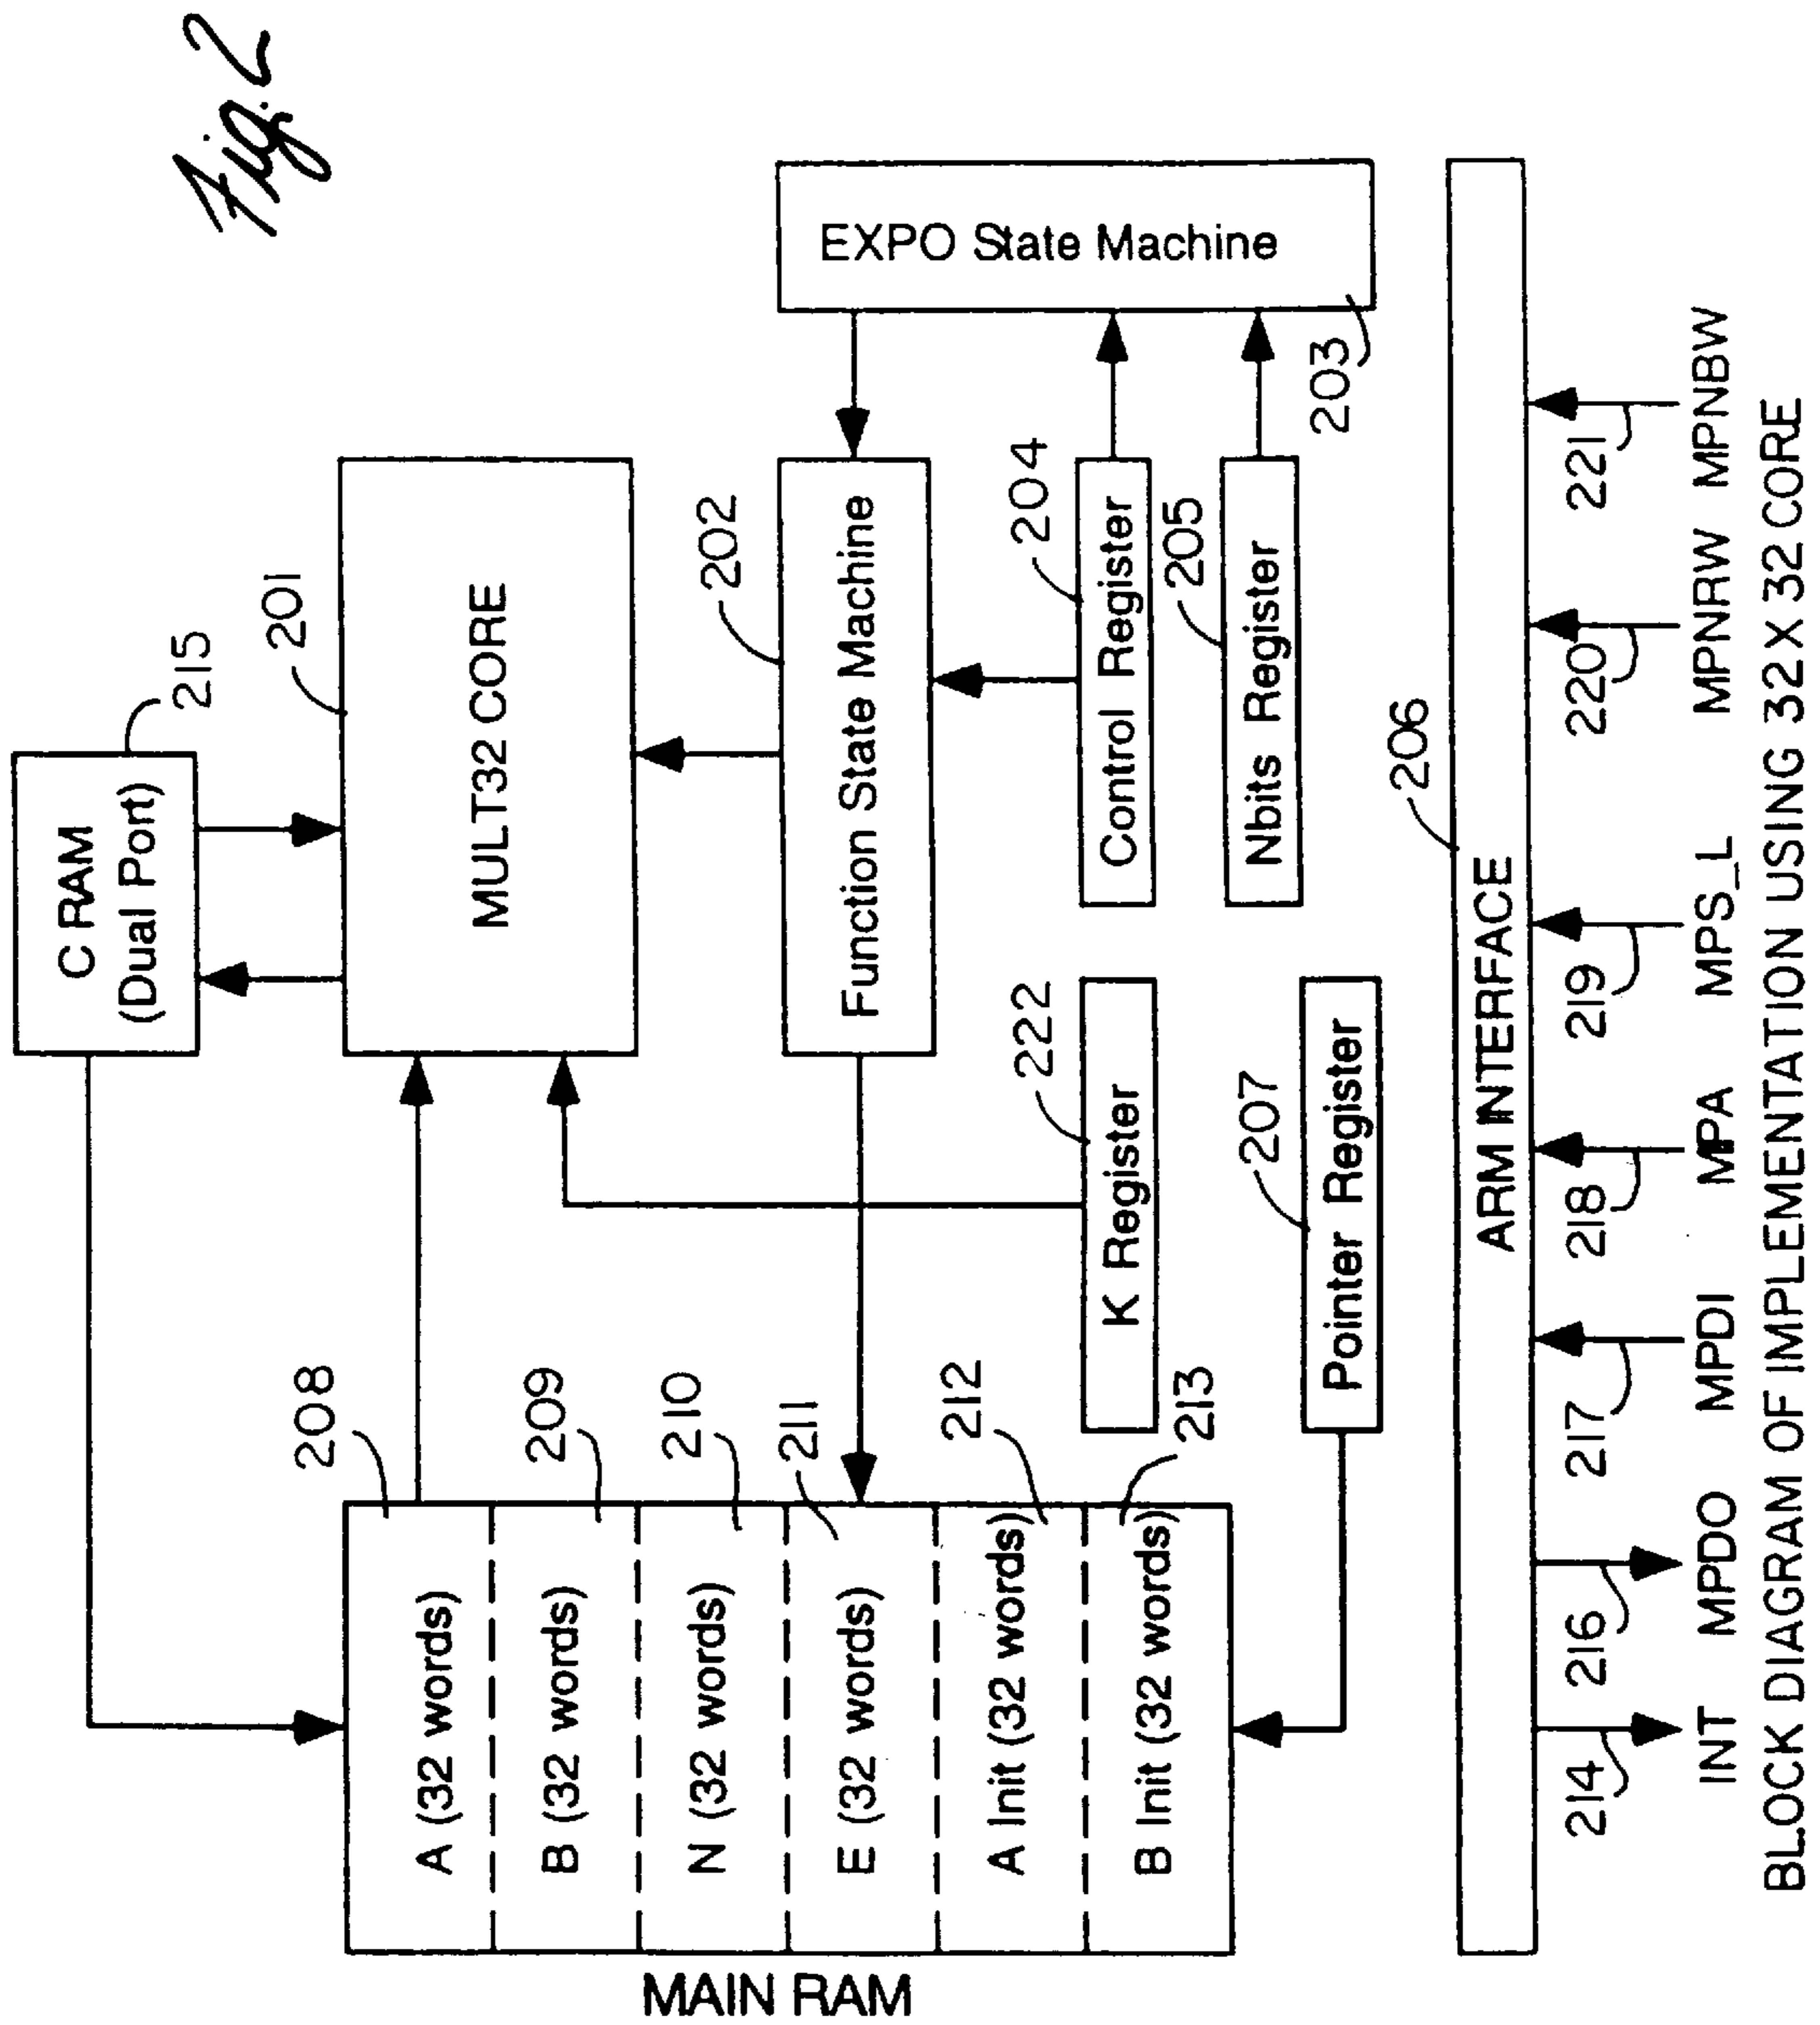 Fig. 2
C RAM
(Dual Port)
215
201
MULT32 CORE
202
Function State Machine
EXPO State Machine
203
204
Control Register
205
Nbits Register
222
K Register
207
Pointer Register
MAIN RAM
208
A (32 words)
209
B (32 words)
210
N (32 words)
211
E (32 words)
212
A Init (32 words)
213
B Init (32 words)
206
ARM INTERFACE
214
216
217
218
219
220
221
INT MPDO MPDI MPA MPS_L MPNRW MPNBW
BLOCK DIAGRAM OF IMPLEMENTATION USING 32X32 CORE